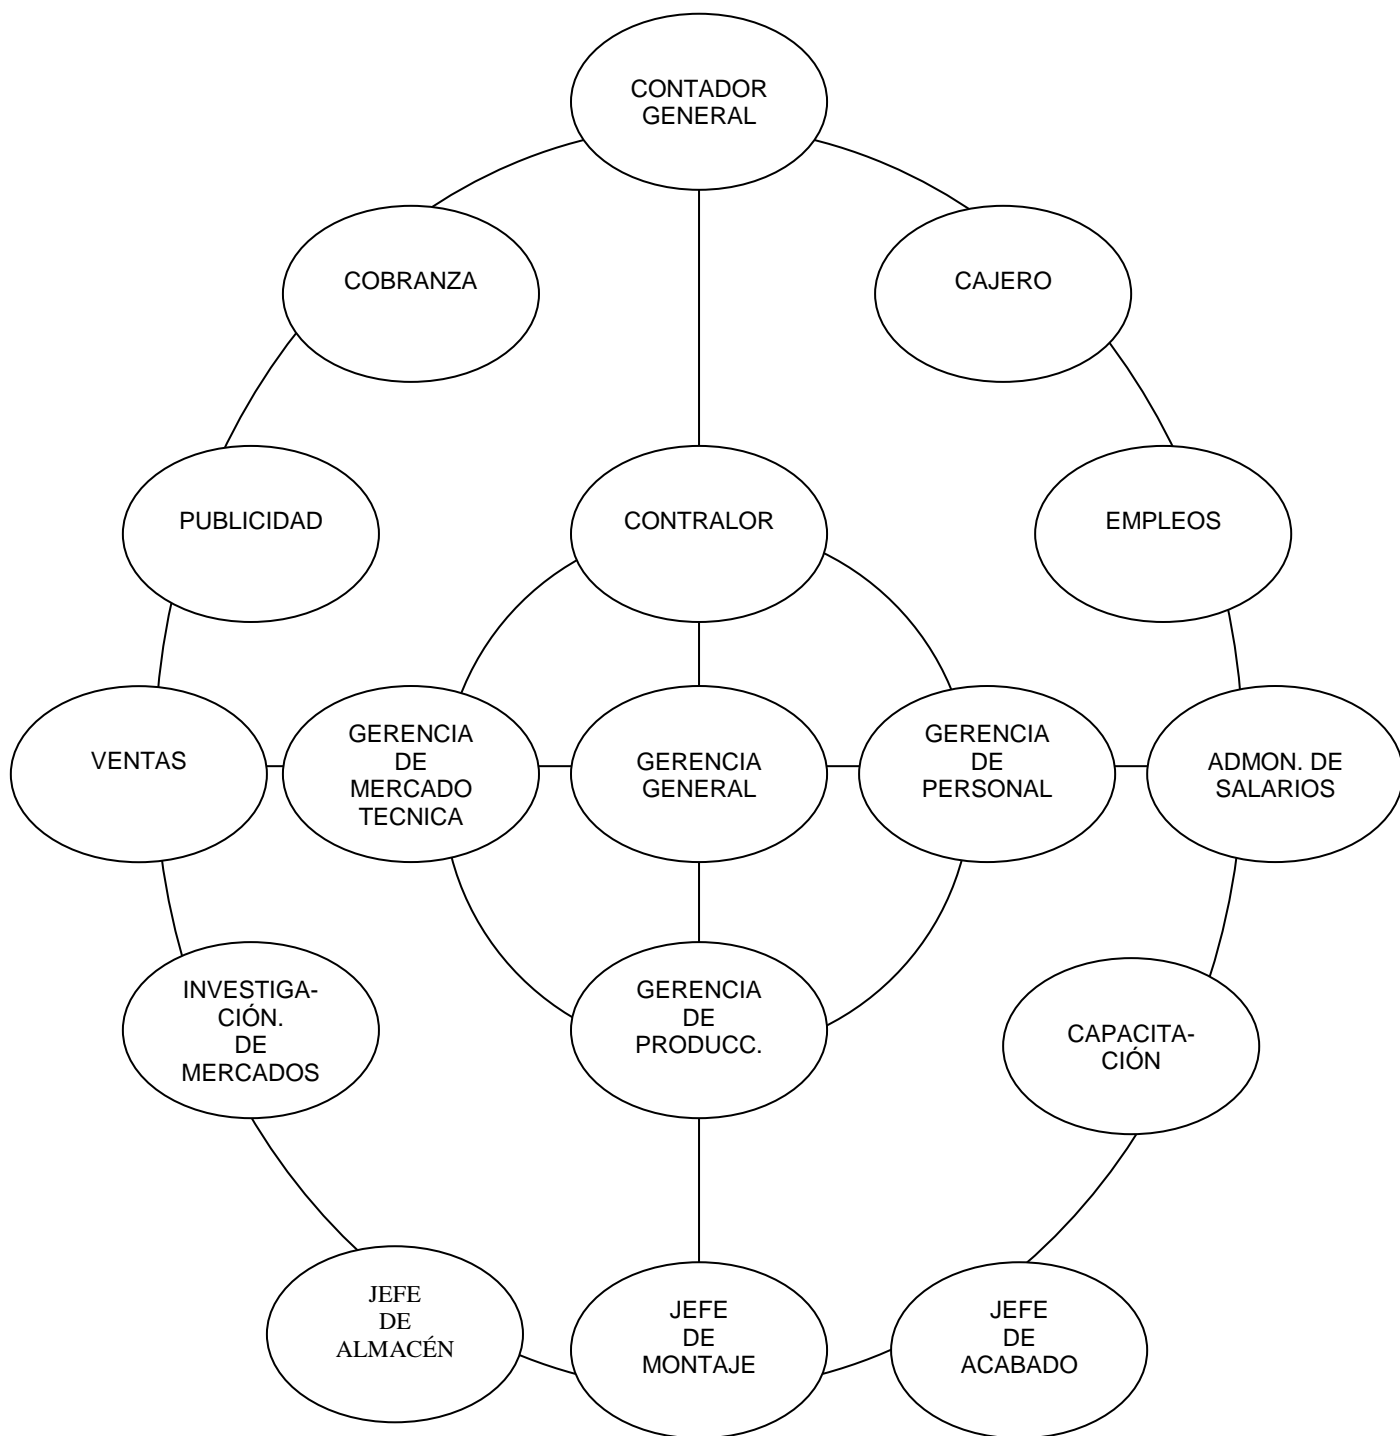 CONTADOR
GENERAL
COBRANZA
CAJERO
PUBLICIDAD
CONTRALOR
EMPLEOS
VENTAS
GERENCIA
DE
MERCADO
TECNICA
GERENCIA
GENERAL
GERENCIA
DE
PERSONAL
ADMON. DE
SALARIOS
INVESTIGA-
CIÓN.
DE
MERCADOS
GERENCIA
DE
PRODUCC.
CAPACITA-
CIÓN
JEFE
DE
ALMACÉN
JEFE
DE
MONTAJE
JEFE
DE
ACABADO